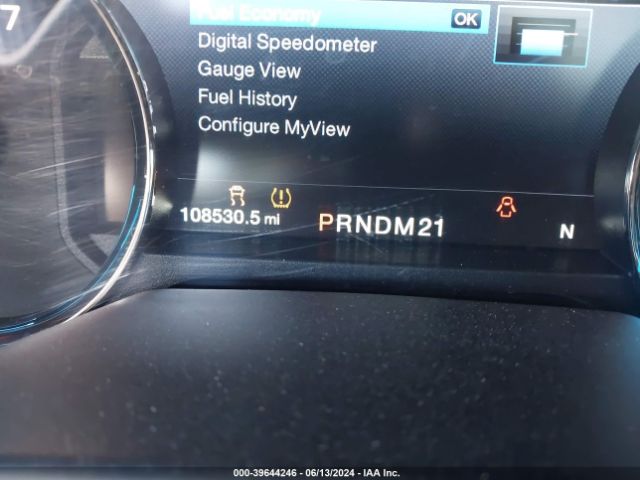 7
Fuel Economy OK
Digital Speedometer
Gauge View
Fuel History
Configure MyView
108530.5 mi PRNDM21 N
000-39644246 - 06/13/2024 - IAA Inc.